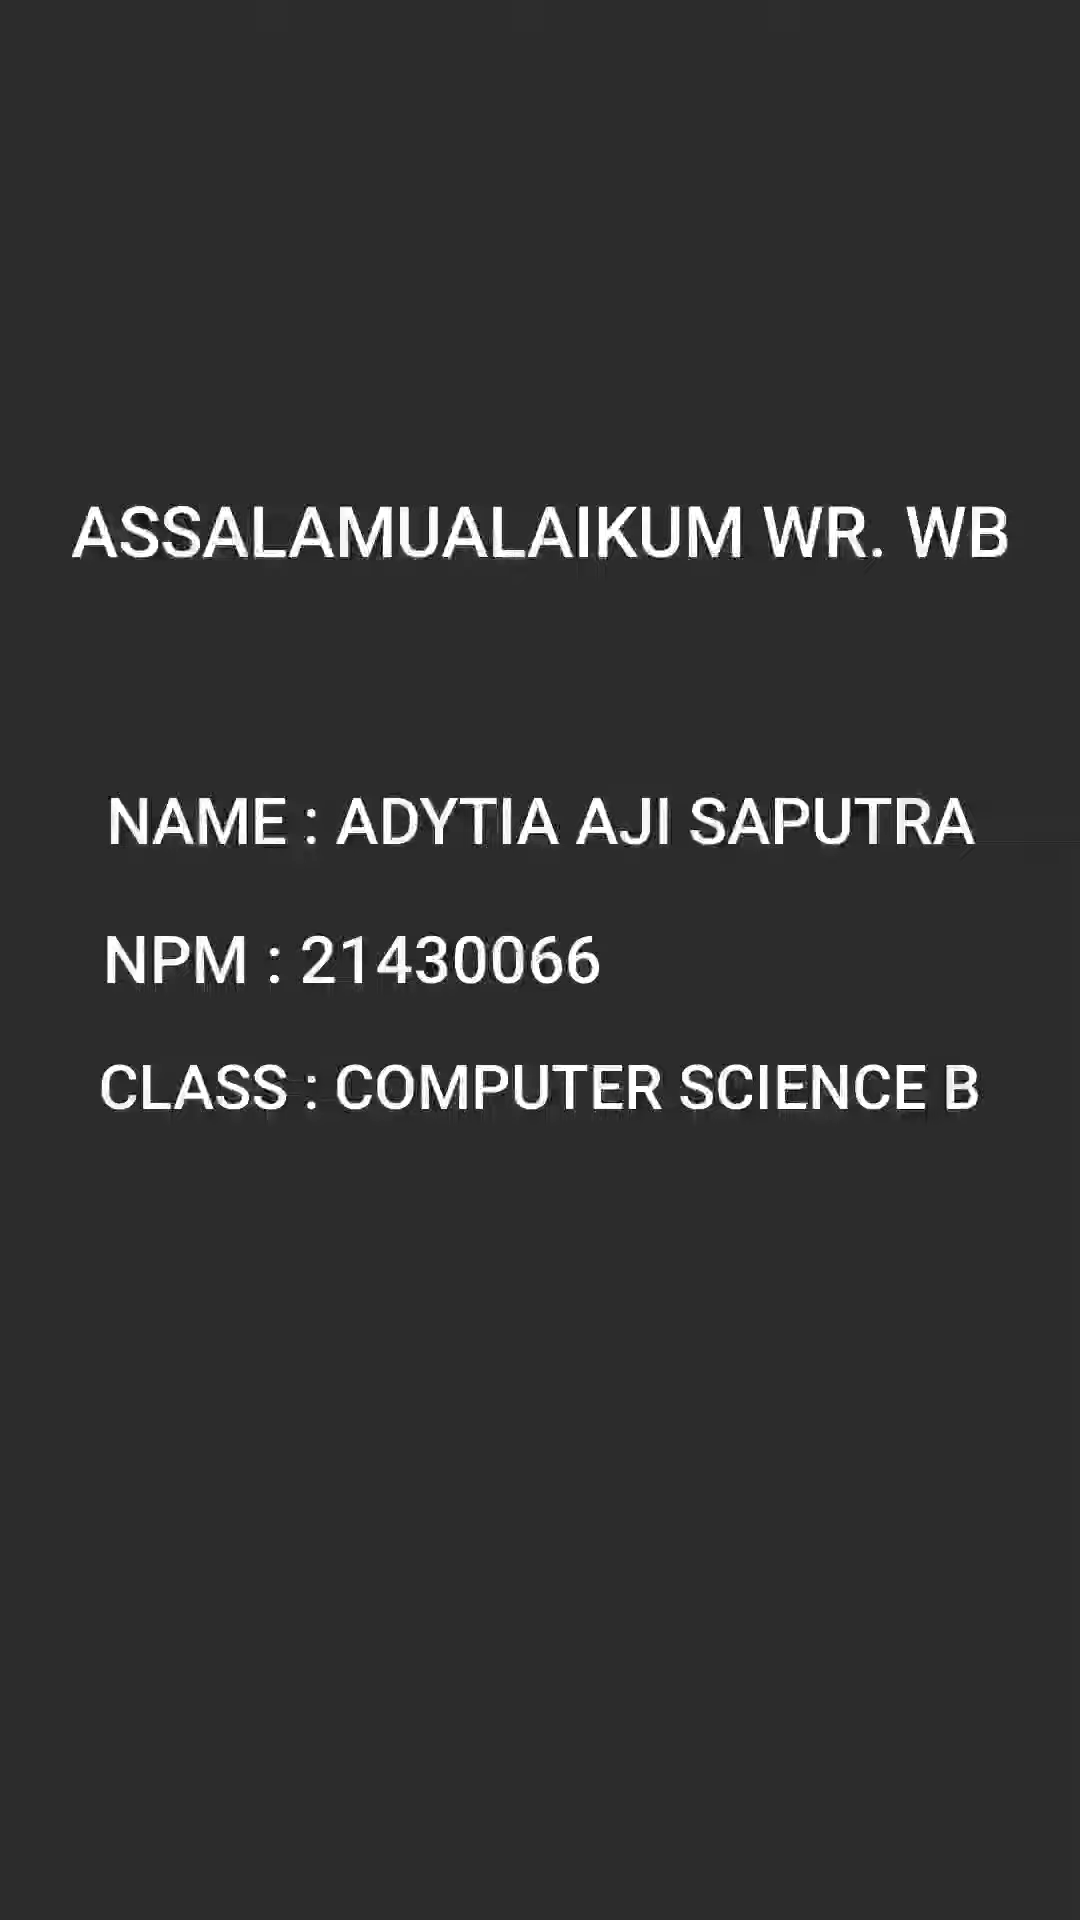 ASSALAMUALAIKUM WR. WB
NAME : ADYTIA AJI SAPUTRA
NPM : 21430066
CLASS : COMPUTER SCIENCE B